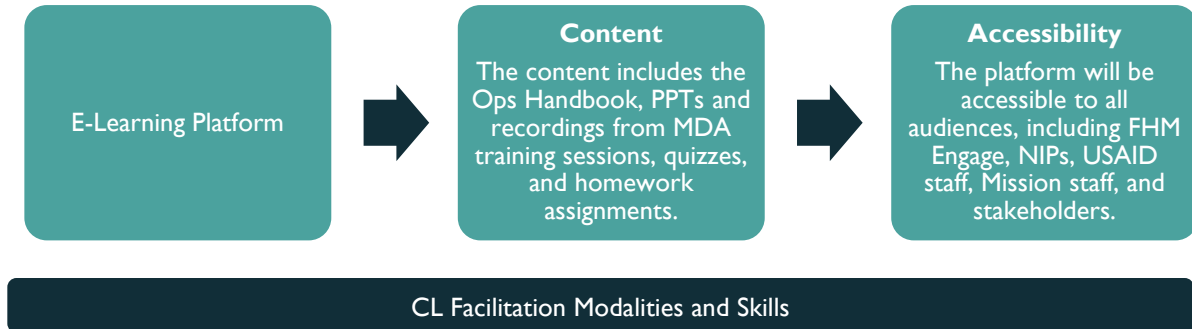 E-Learning Platform
Content
The content includes the
Ops Handbook, PPTs and
recordings from MDA
training sessions, quizzes,
and homework
assignments.
Accessibility
The platform will be
accessible to all
audiences, including FHM
Engage, NIPs, USAID
staff, Mission staff, and
stakeholders.
CL Facilitation Modalities and Skills